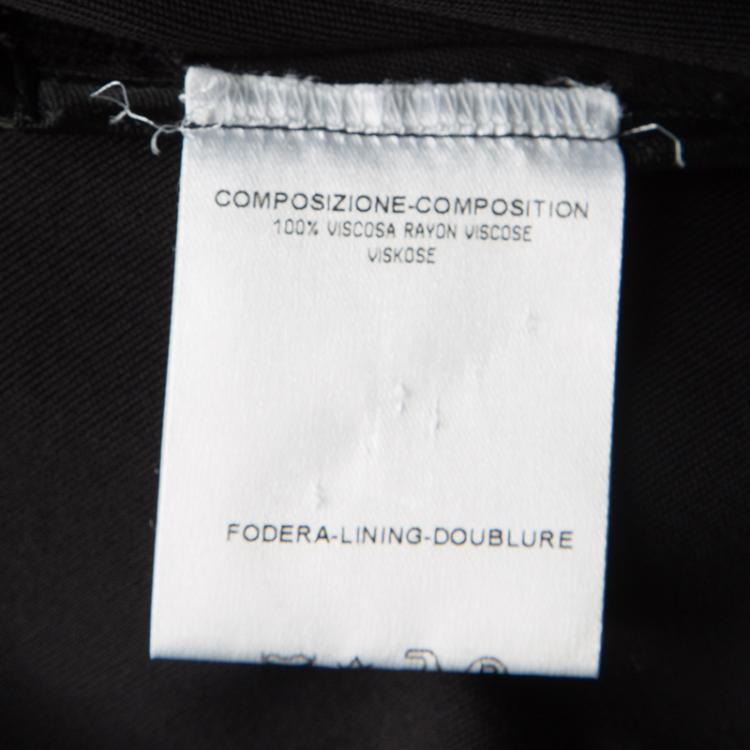 COMPOSIZIONE-COMPOSITION
100% VISCOSA RAYON VISCOSE
VISKOSE
FODERA-LINING-DOUBLURE